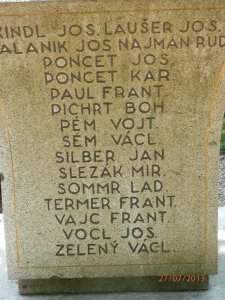 KINDL JOS. LAUŠER JOS.
ALANIK JOS NAJMAN RUD
PONCET JOS.
PONCET KAR.
PAUL FRANT.
PICHRT BOH.
PÉM VOJT.
SÉM VÁCL.
SILBER JAN
SLEZÁK MIR.
SOMMR LAD.
TERMER FRANT.
VAJC FRANT.
VOCL JOS.
ZELENÝ VÁCL.
27/07/2013